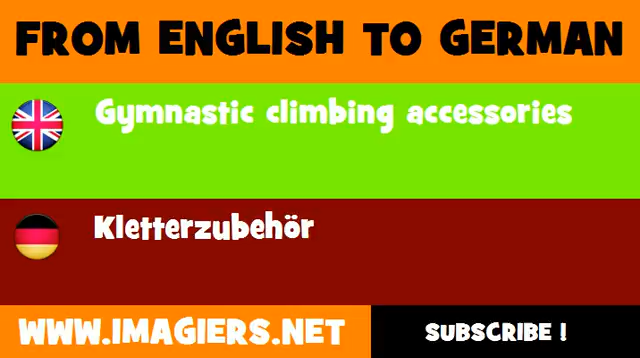 FROM ENGLISH TO GERMAN
Gymnastic climbing accessories
Kletterzubehör
WWW.IMAGIERS.NET
SUBSCRIBE !